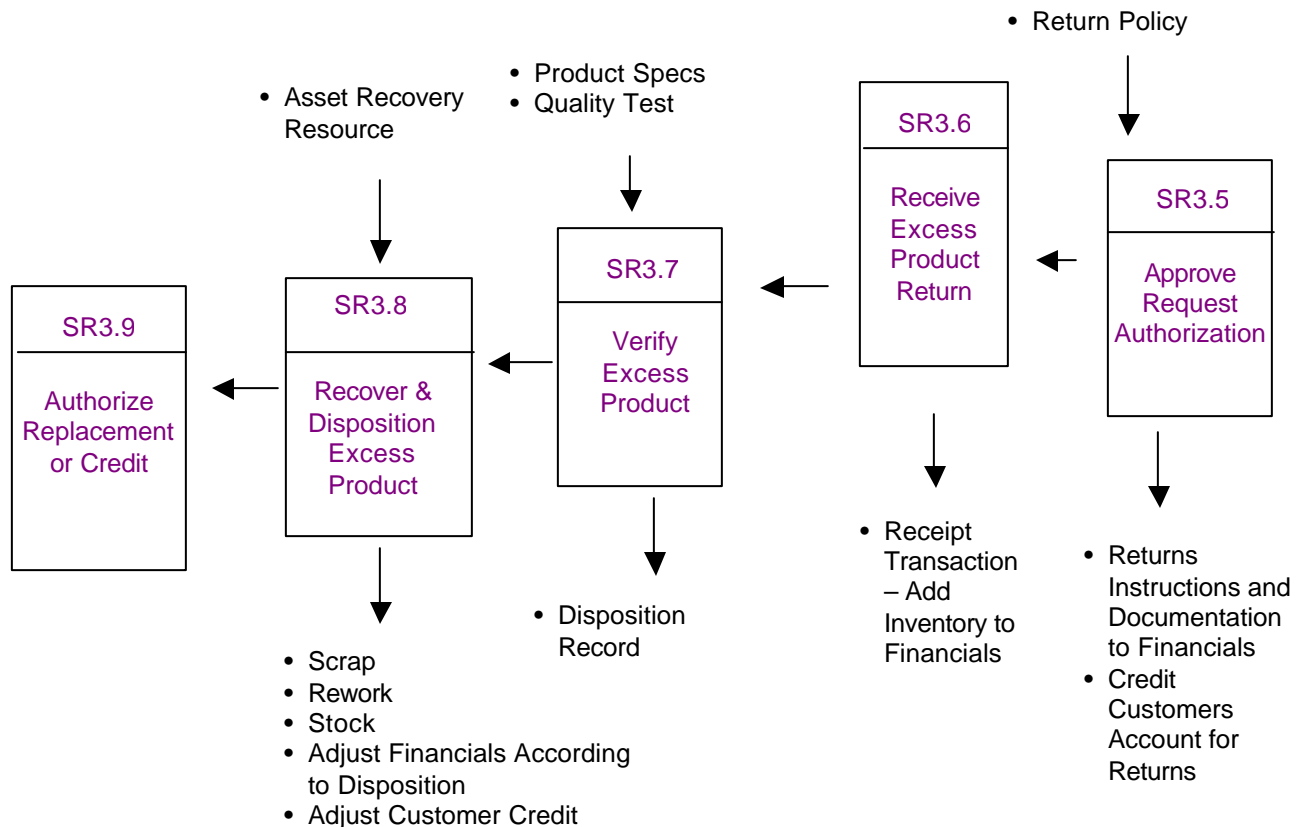 • Return Policy
• Product Specs
• Quality Test
• Asset Recovery
Resource
SR3.6
Receive
Excess
Product
Return
SR3.5
Approve
Request
Authorization
SR3.7
Verify
Excess
Product
SR3.8
Recover &
Disposition
Excess
Product
SR3.9
Authorize
Replacement
or Credit
• Receipt
Transaction
– Add
Inventory to
Financials
• Returns
Instructions and
Documentation
to Financials
• Credit
Customers
Account for
Returns
• Disposition
Record
• Scrap
• Rework
• Stock
• Adjust Financials According
to Disposition
• Adjust Customer Credit